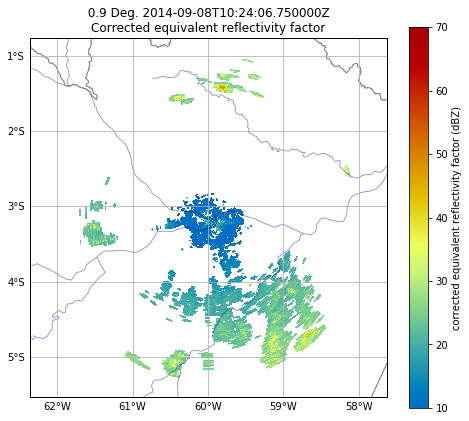 0.9 Deg. 2014-09-08T10:24:06.750000Z
Corrected equivalent reflectivity factor
1°S
2°S
3°S
4°S
5°S
62°W 61°W 60°W 59°W 58°W
70
60
50
40
30
20
10
corrected equivalent reflectivity factor (dBZ)